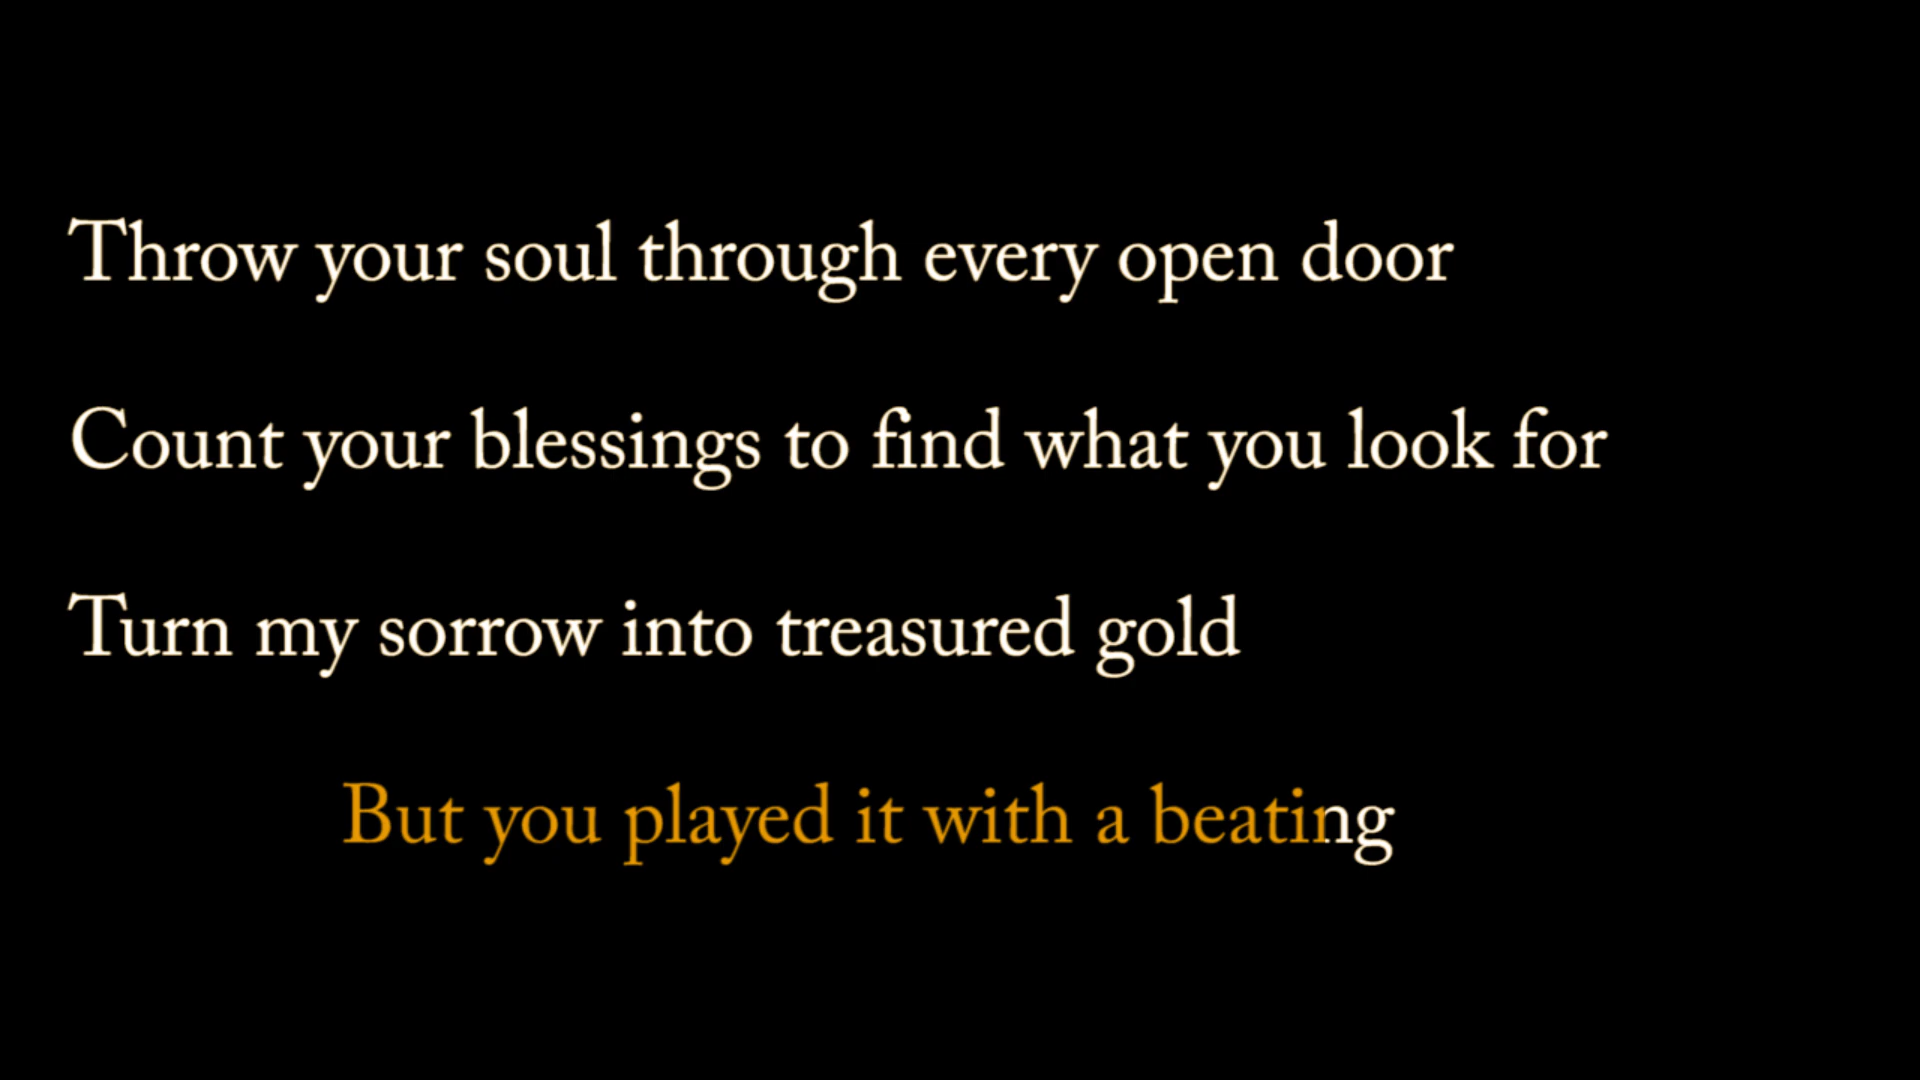 Throw your soul through every open door
Count your blessings to find what you look for
Turn my sorrow into treasured gold
But you played it with a beating